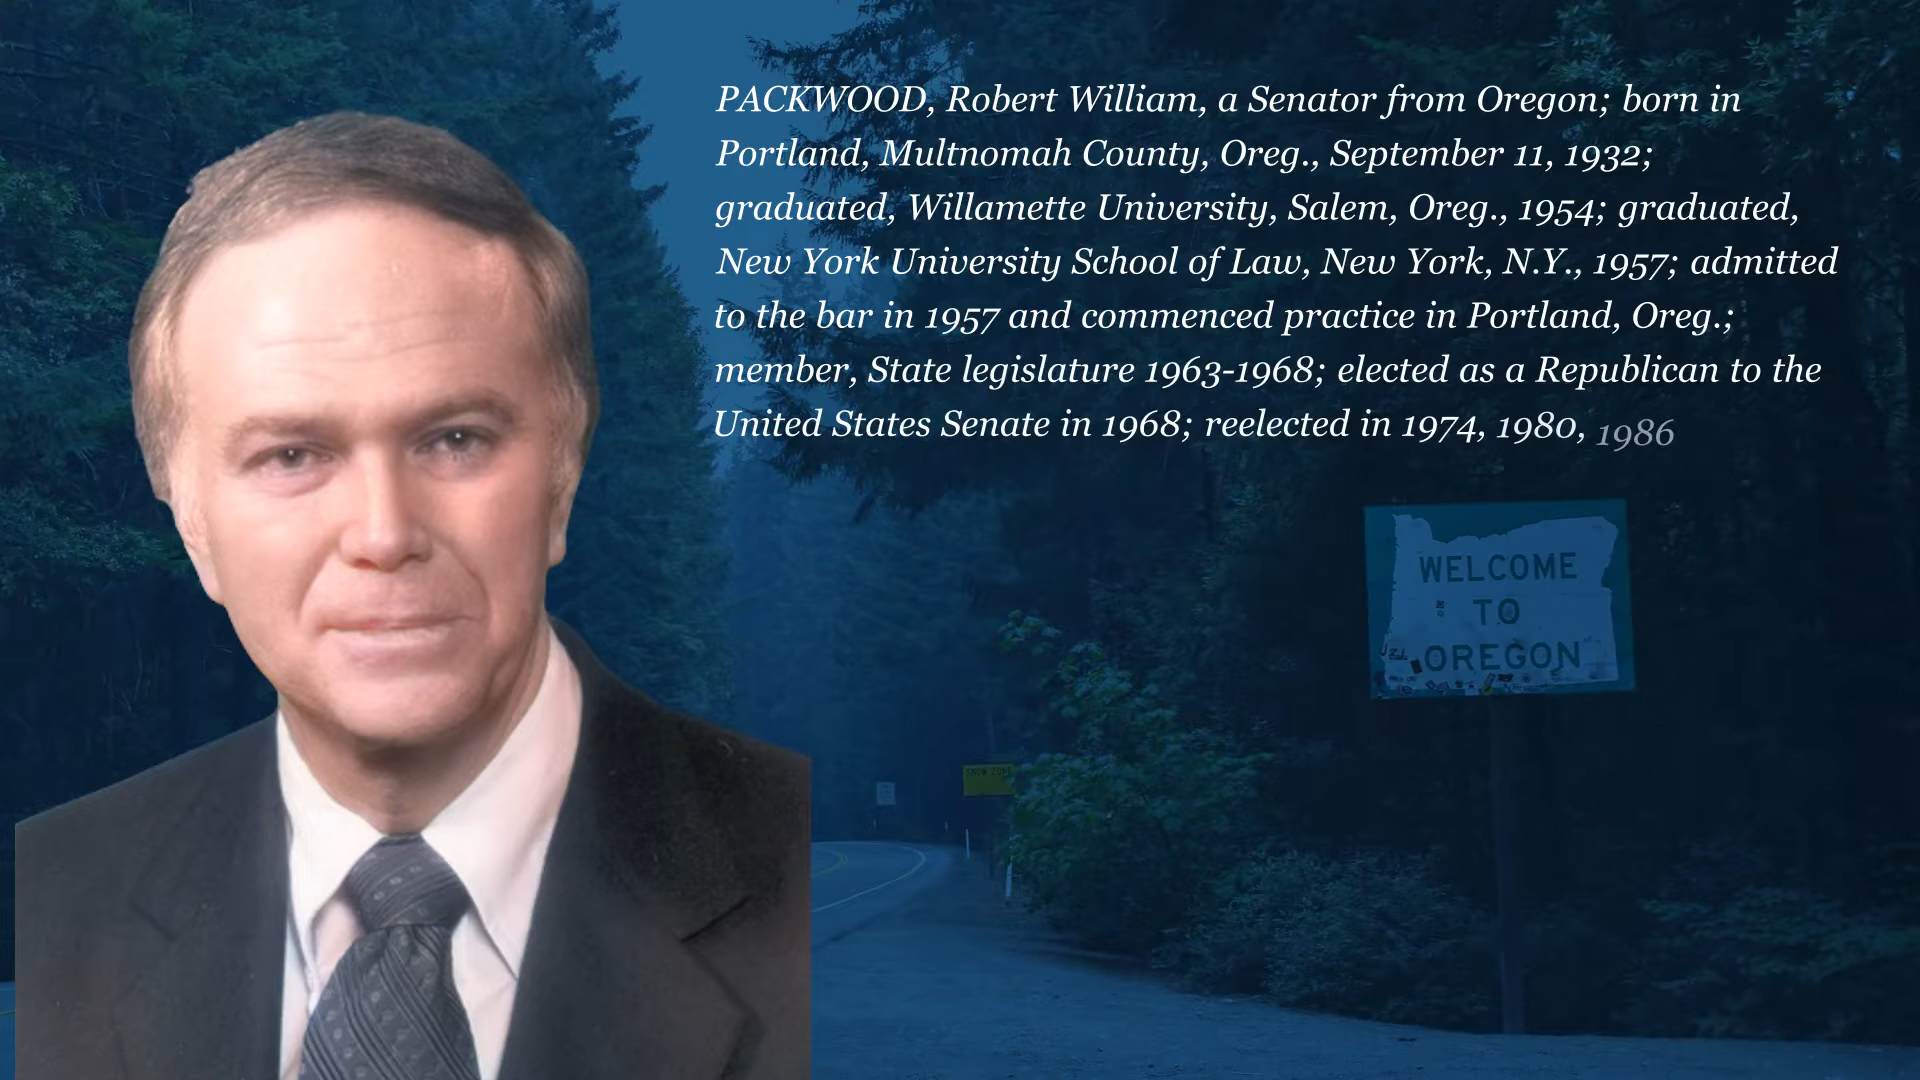 PACKWOOD, Robert William, a Senator from Oregon; born in
Portland, Multnomah County, Oreg., September 11, 1932;
graduated, Willamette University, Salem, Oreg., 1954; graduated,
New York University School of Law, New York, N.Y., 1957; admitted
to the bar in 1957 and commenced practice in Portland, Oreg.;
member, State legislature 1963-1968; elected as a Republican to the
United States Senate in 1968; reelected in 1974, 1980, 1986
WELCOME
TO
OREGON
SNOW ZONE